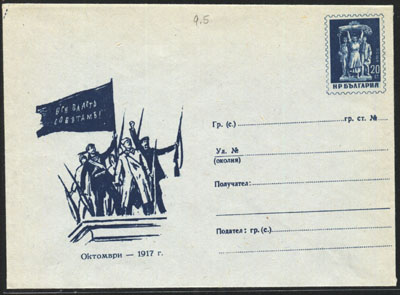 9.5
20
НР БЪЛГАРИЯ
ВСЯ ВЛАСТЬ
СОВЕТАМ!
Гр. (с.) гр. ст. №
Ул. №
(околия)
Получател:
Подател: гр. (с.)
Октомври — 1917 г.